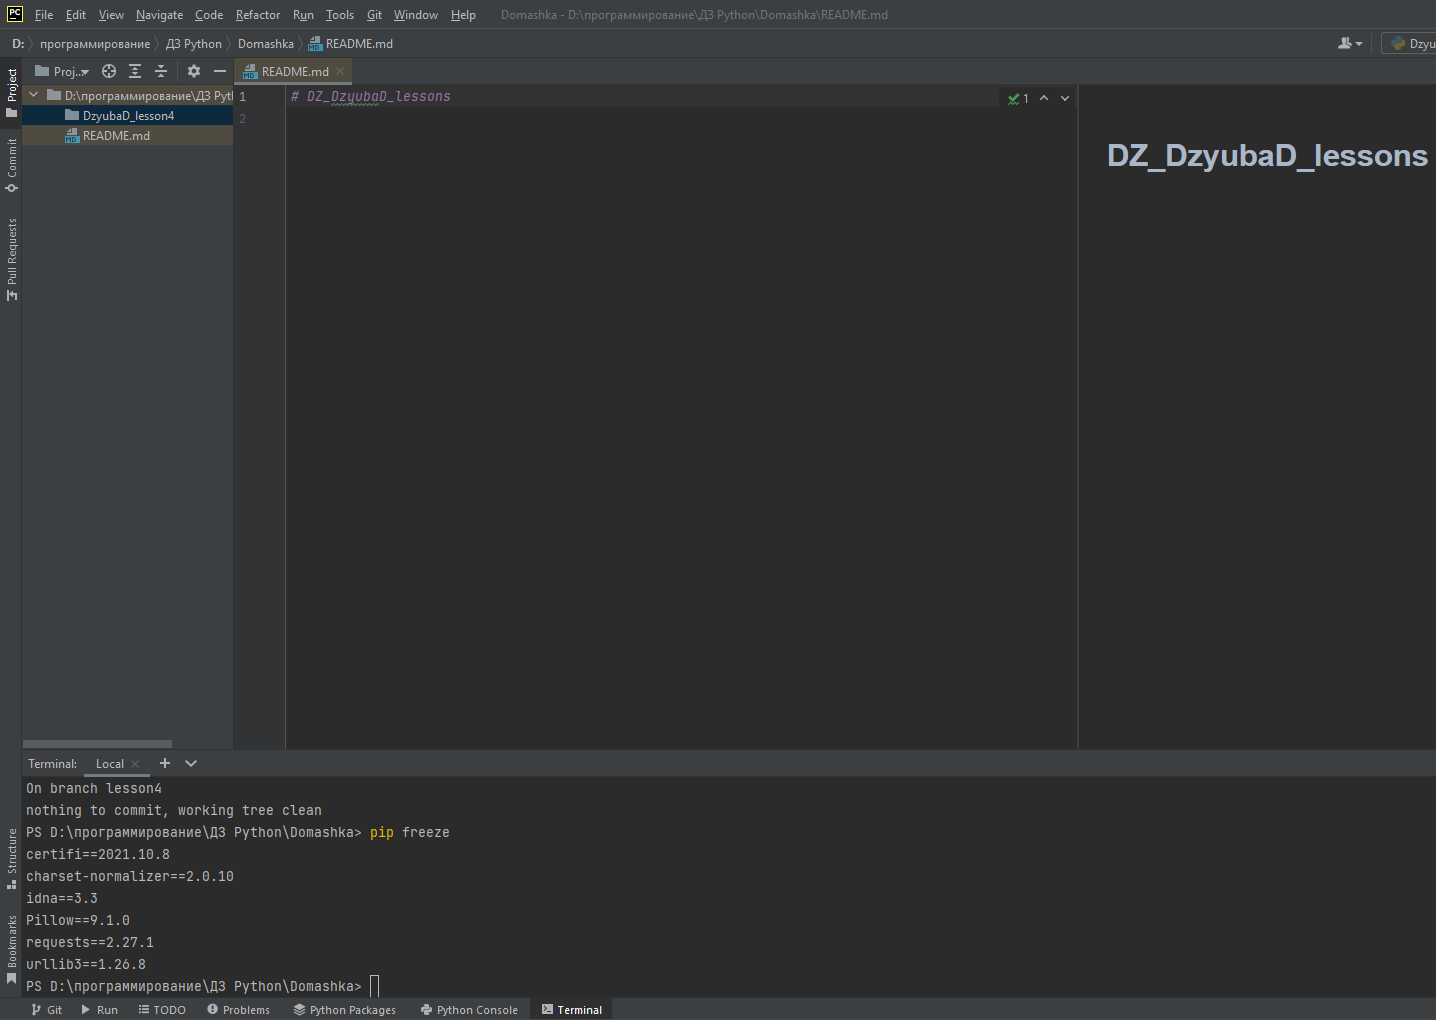 PC File Edit View Navigate Code Refactor Run Tools Git Window Help Domashka - D:\программирование\ДЗ Python\Domashka\README.md
D: программирование ДЗ Python Domashka README.md
Project
Commit
Pull Requests
Structure
Bookmarks
Proj...
README.md
D:\программирование\ДЗ Pyt
DzyubaD_lesson4
README.md
1 # DZ_DzyubaD_lessons
2
1
DZ_DzyubaD_lessons
Terminal: Local
On branch lesson4
nothing to commit, working tree clean
PS D:\программирование\ДЗ Python\Domashka> pip freeze
certifi==2021.10.8
charset-normalizer==2.0.10
idna==3.3
Pillow==9.1.0
requests==2.27.1
urllib3==1.26.8
PS D:\программирование\ДЗ Python\Domashka>
Git Run TODO Problems Python Packages Python Console Terminal